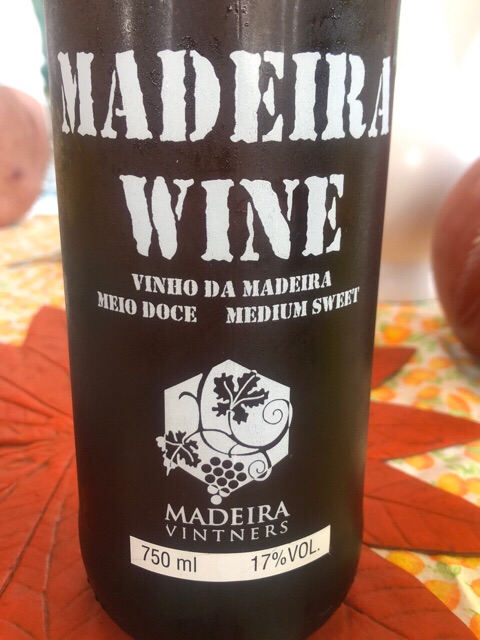 MADEIRA
WINE
VINHO DA MADEIRA
MEIO DOCE MEDIUM SWEET
MADEIRA
VINTNERS
750 ml 17%VOL.